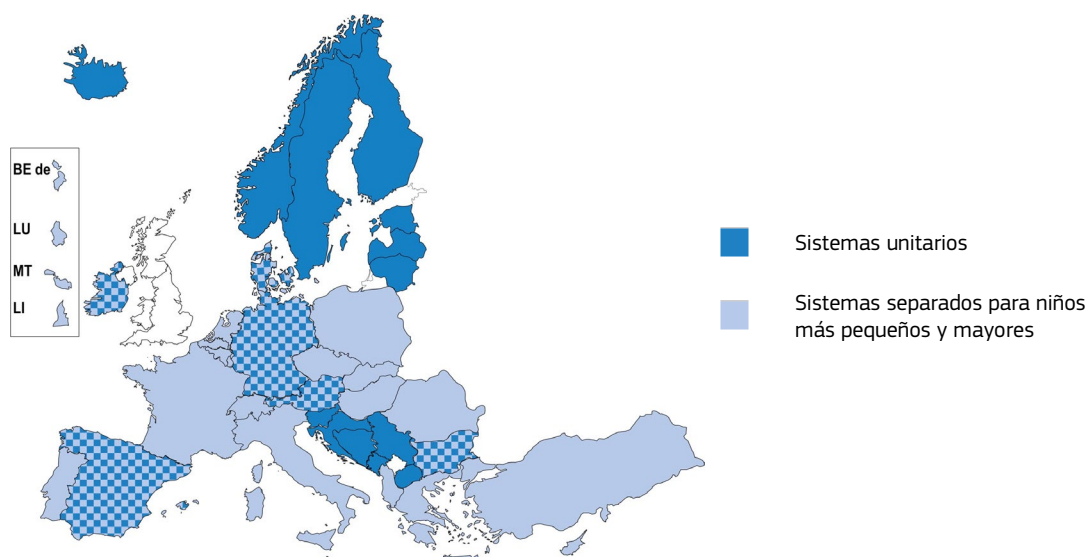 BE de
LU
MT
LI
Sistemas unitarios
Sistemas separados para niños
más pequeños y mayores